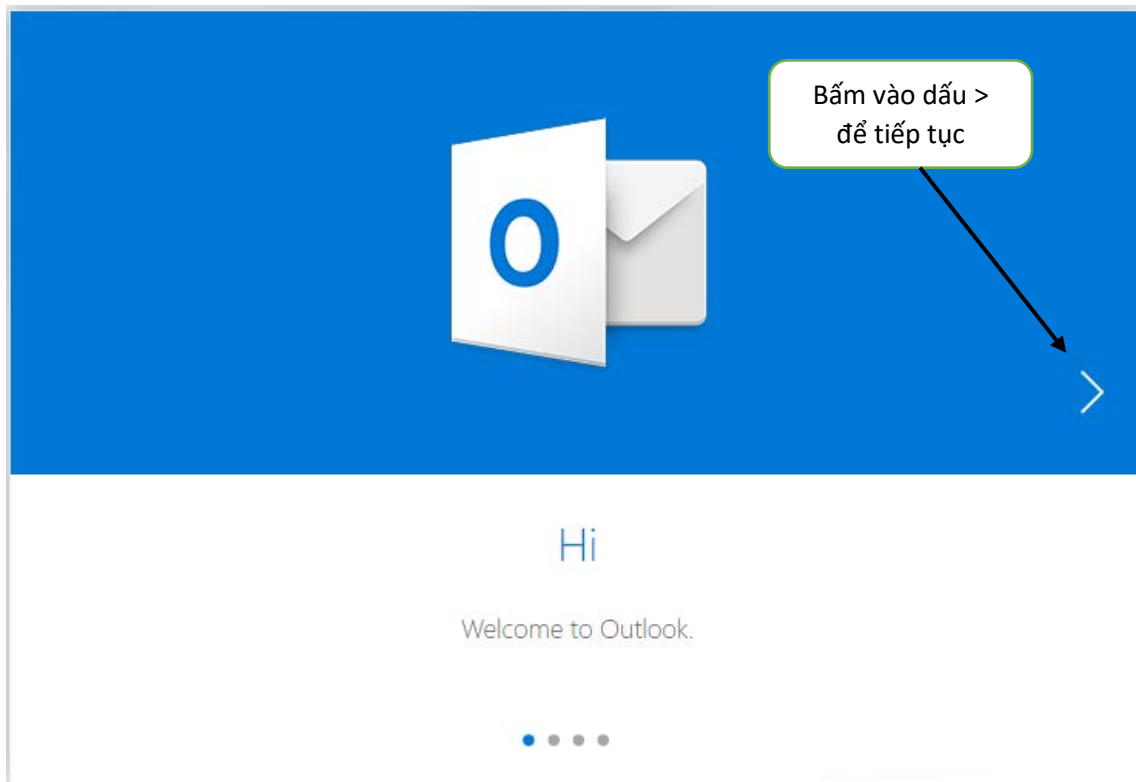 Bấm vào dấu >
để tiếp tục
O
Hi
Welcome to Outlook.